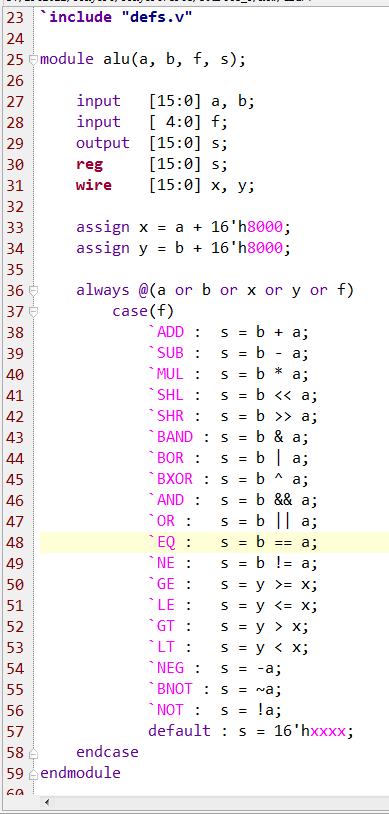 23 `include "defs.v"
24
25 module alu(a, b, f, s);
26
27     input   [15:0] a, b;
28     input   [ 4:0] f;
29     output  [15:0] s;
30     reg     [15:0] s;
31     wire    [15:0] x, y;
32
33     assign x = a + 16'h8000;
34     assign y = b + 16'h8000;
35
36     always @(a or b or x or y or f)
37         case(f)
38             `ADD :  s = b + a;
39             `SUB :  s = b - a;
40             `MUL :  s = b * a;
41             `SHL :  s = b << a;
42             `SHR :  s = b >> a;
43             `BAND : s = b & a;
44             `BOR :  s = b | a;
45             `BXOR : s = b ^ a;
46             `AND :  s = b && a;
47             `OR :   s = b || a;
48             `EQ :   s = b == a;
49             `NE :   s = b != a;
50             `GE :   s = y >= x;
51             `LE :   s = y <= x;
52             `GT :   s = y > x;
53             `LT :   s = y < x;
54             `NEG :  s = -a;
55             `BNOT : s = ~a;
56             `NOT :  s = !a;
57             default : s = 16'hxxxx;
58     endcase
59 endmodule
60